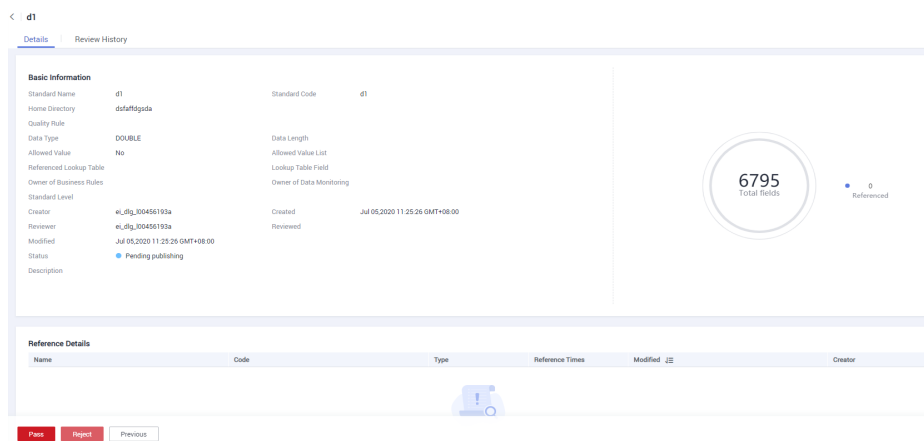 d1
Details Review History
Basic Information
Standard Name d1 Standard Code d1
Home Directory dsfaffdgsda
Quality Rule
Data Type DOUBLE Data Length
Allowed Value No Allowed Value List
Referenced Lookup Table Lookup Table Field
Owner of Business Rules Owner of Data Monitoring
Standard Level
Creator ei_dlg_l00456193a Created Jul 05,2020 11:25:26 GMT+08:00
Reviewer ei_dlg_l00456193a Reviewed
Modified Jul 05,2020 11:25:26 GMT+08:00
Status Pending publishing
Description
6795
Total fields
0
Referenced
Reference Details
Name Code Type Reference Times Modified Creator
Pass Reject Previous